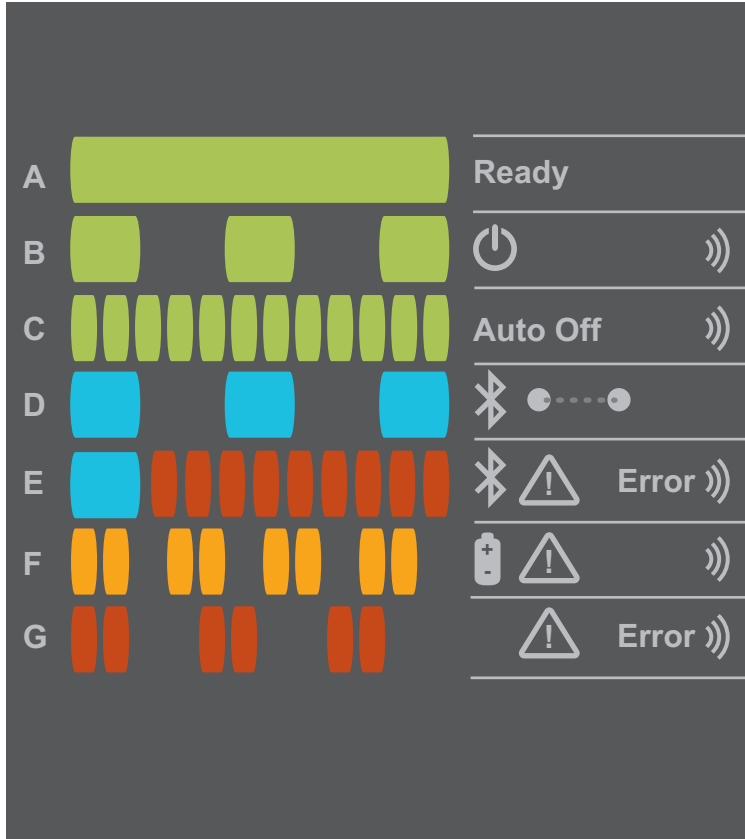 A Ready
B
C Auto Off
D
E ! Error
F + - !
G ! Error